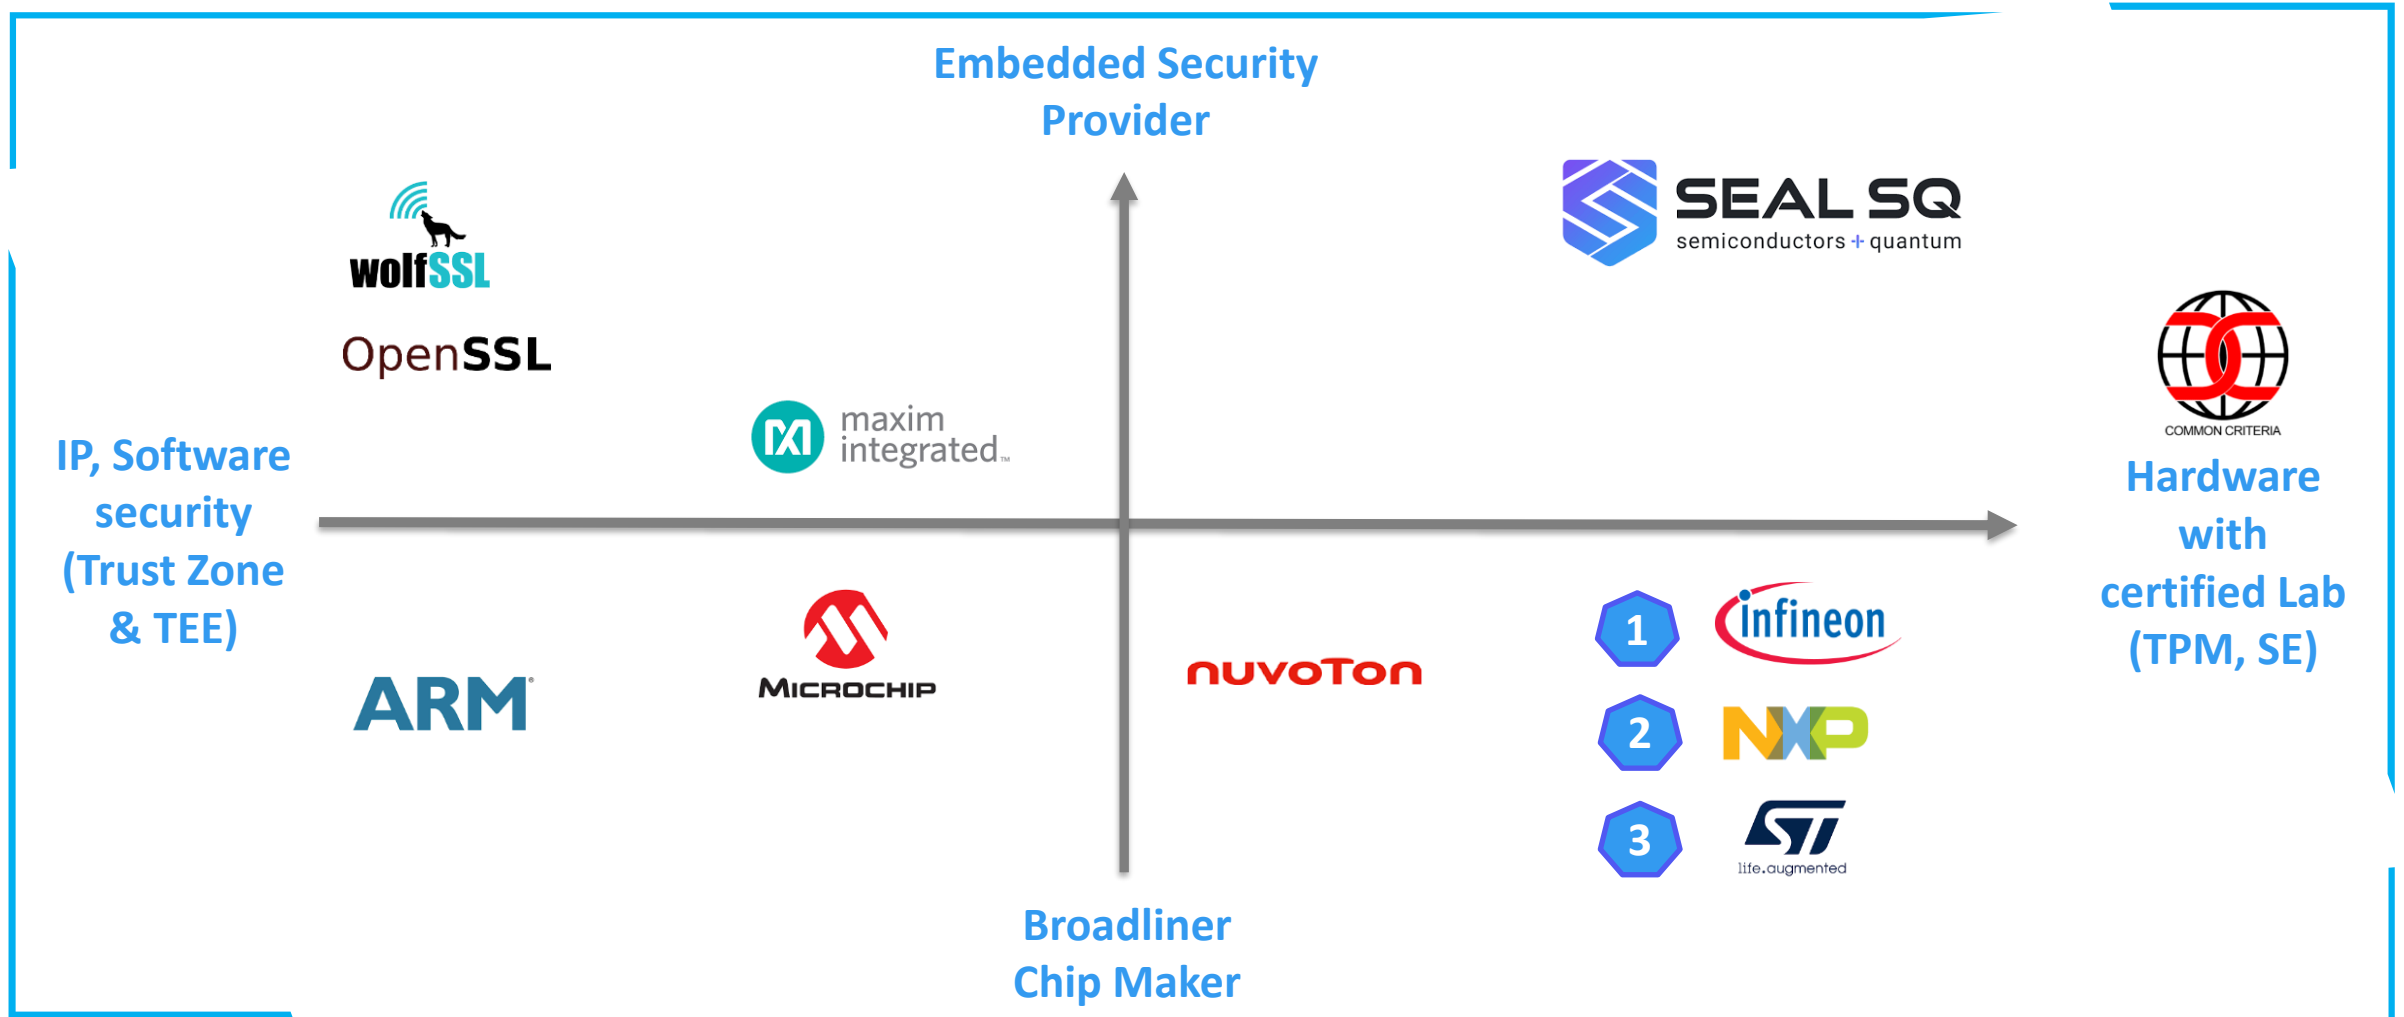 Embedded Security
Provider
SEAL SQ
semiconductors + quantum
wolfSSL
OpenSSL
maxim
integrated™
COMMON CRITERIA
IP, Software
security
(Trust Zone
& TEE)
Hardware
with
certified Lab
(TPM, SE)
ARM®
MICROCHIP
nuvoTon
1
infineon
2
NXP
3
ST
life.augmented
Broadliner
Chip Maker